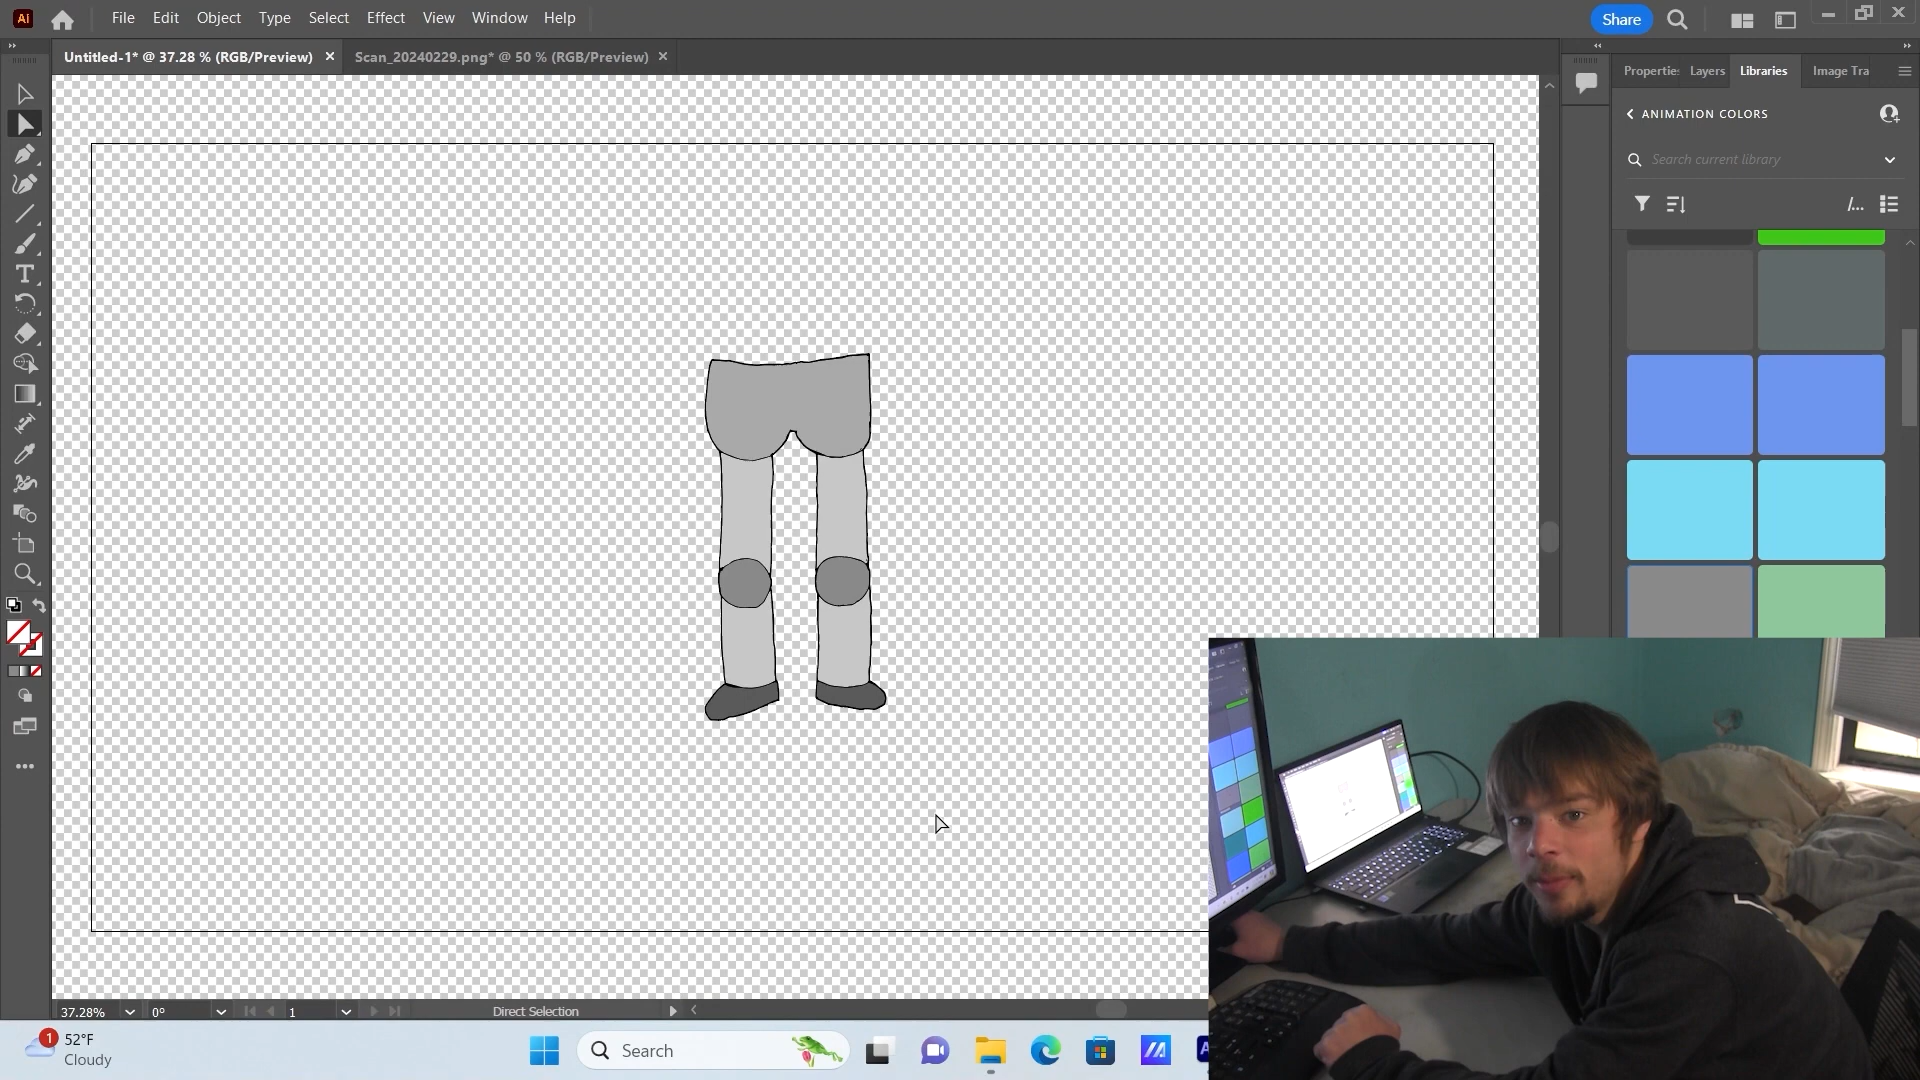 Ai File Edit Object Type Select Effect View Window Help Share
Untitled-1* @ 37.28 % (RGB/Preview) × Scan_20240229.png* @ 50 % (RGB/Preview) ×
Properties Layers Libraries Image Tra
ANIMATION COLORS
Search current library
/...
37.28% 0° 1 Direct Selection
1 52°F
Cloudy
Search